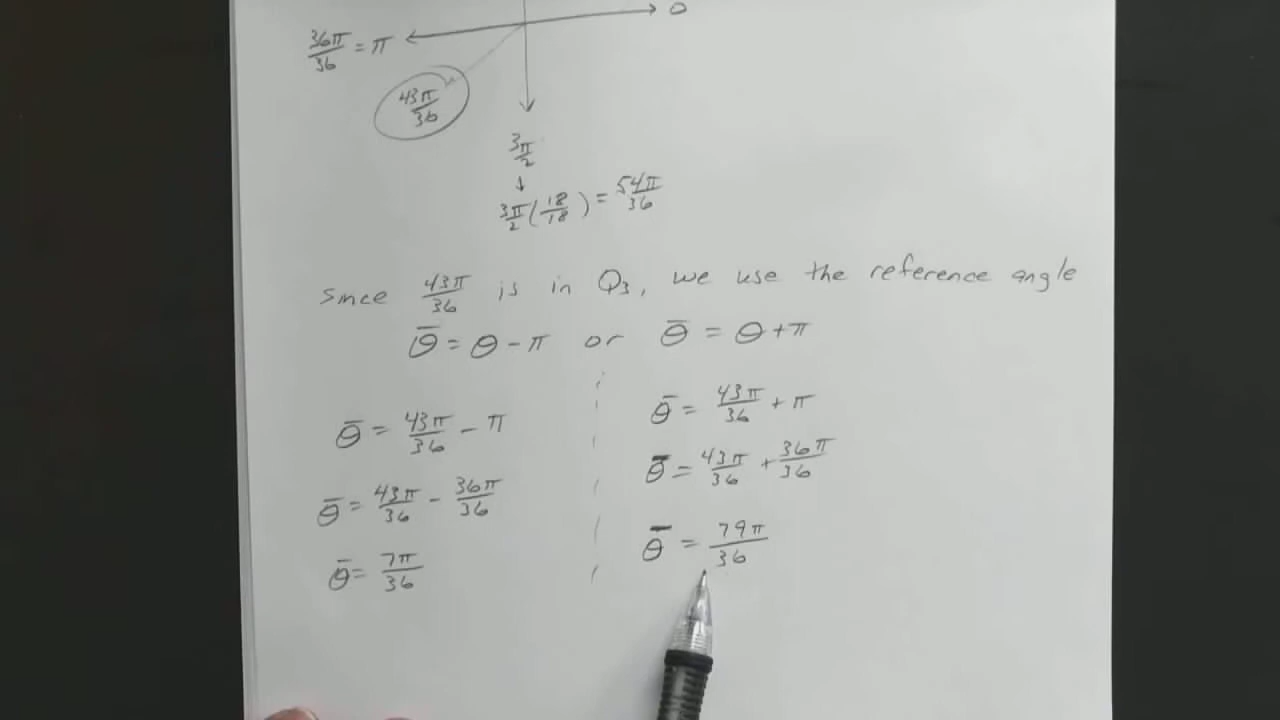 0
36π/36 = π
43π/36
3π/2
↓
3π/2 (18/18) = 54π/36
Since 43π/36 is in Q₃, we use the reference angle
θ̄ = θ - π or θ̄ = θ + π
θ̄ = 43π/36 - π
θ̄ = 43π/36 - 36π/36
θ̄ = 7π/36
θ̄ = 43π/36 + π
θ̄ = 43π/36 + 36π/36
θ̄ = 79π/36